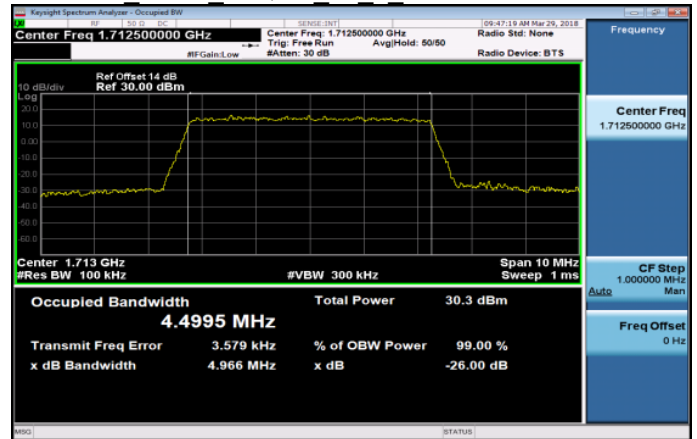 Keysight Spectrum Analyzer - Occupied BW
RF 50 Ω DC SENSE:INT 09:47:19 AM Mar 29, 2018
Center Freq 1.712500000 GHz
Center Freq: 1.712500000 GHz
Radio Std: None
Trig: Free Run Avg|Hold: 50/50
#IFGain:Low #Atten: 30 dB Radio Device: BTS
Frequency
Ref Offset 14 dB
10 dB/div Ref 30.00 dBm
Log
20.0
10.0
0.00
-10.0
-20.0
-30.0
-40.0
-50.0
-60.0
Center Freq
1.712500000 GHz
Center 1.713 GHz Span 10 MHz
#Res BW 100 kHz #VBW 300 kHz Sweep 1 ms
CF Step
1.000000 MHz
Auto Man
Occupied Bandwidth Total Power 30.3 dBm
4.4995 MHz
Transmit Freq Error 3.579 kHz % of OBW Power 99.00 %
x dB Bandwidth 4.966 MHz x dB -26.00 dB
Freq Offset
0 Hz
MSG STATUS